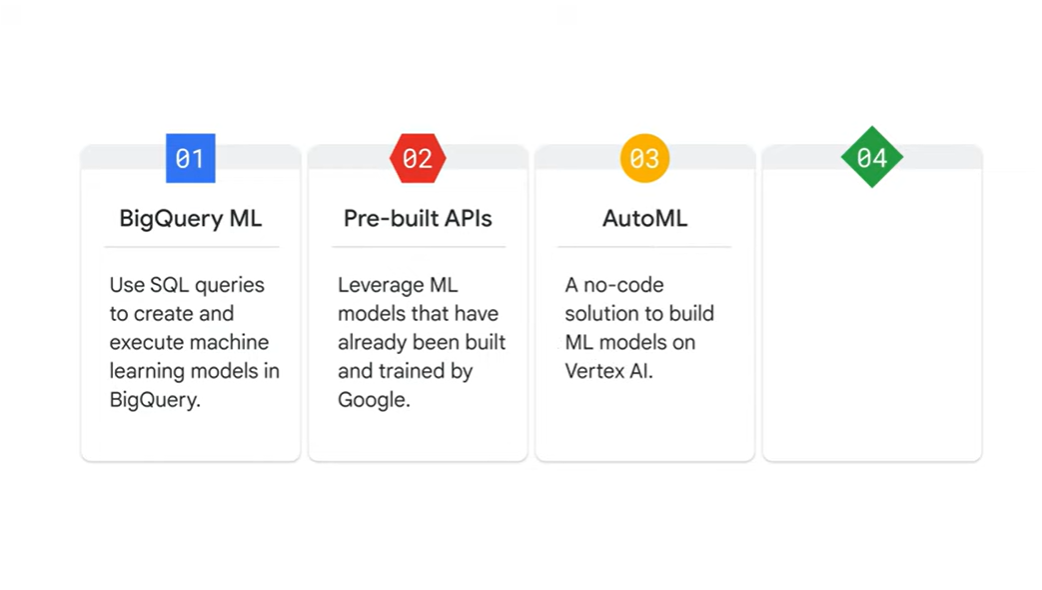 01
BigQuery ML
Use SQL queries
to create and
execute machine
learning models in
BigQuery.
02
Pre-built APIs
Leverage ML
models that have
already been built
and trained by
Google.
03
AutoML
A no-code
solution to build
ML models on
Vertex AI.
04